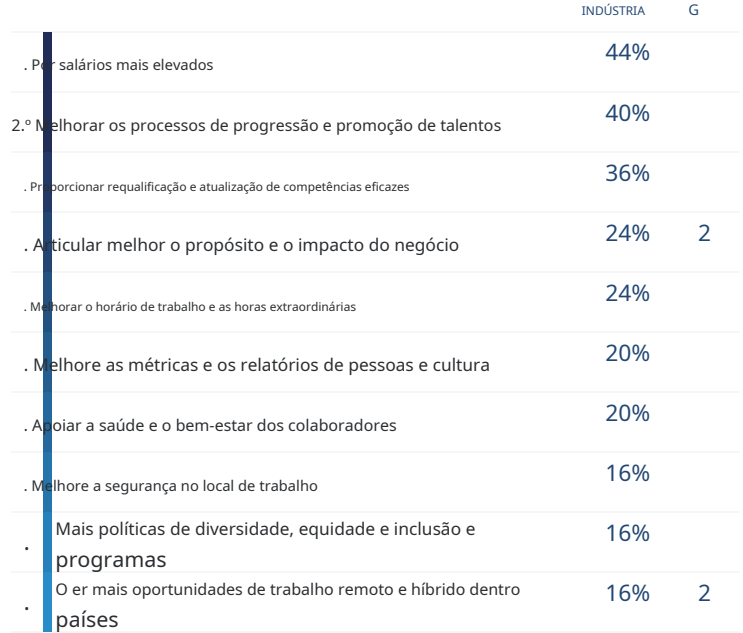 INDÚSTRIA G
. Por salários mais elevados 44%
2.º Melhorar os processos de progressão e promoção de talentos 40%
. Proporcionar requalificação e atualização de competências eficazes 36%
. Articular melhor o propósito e o impacto do negócio 24% 2
. Melhorar o horário de trabalho e as horas extraordinárias 24%
. Melhore as métricas e os relatórios de pessoas e cultura 20%
. Apoiar a saúde e o bem-estar dos colaboradores 20%
. Melhore a segurança no local de trabalho 16%
. Mais políticas de diversidade, equidade e inclusão e 16%
programas
. O er mais oportunidades de trabalho remoto e híbrido dentro 16% 2
países